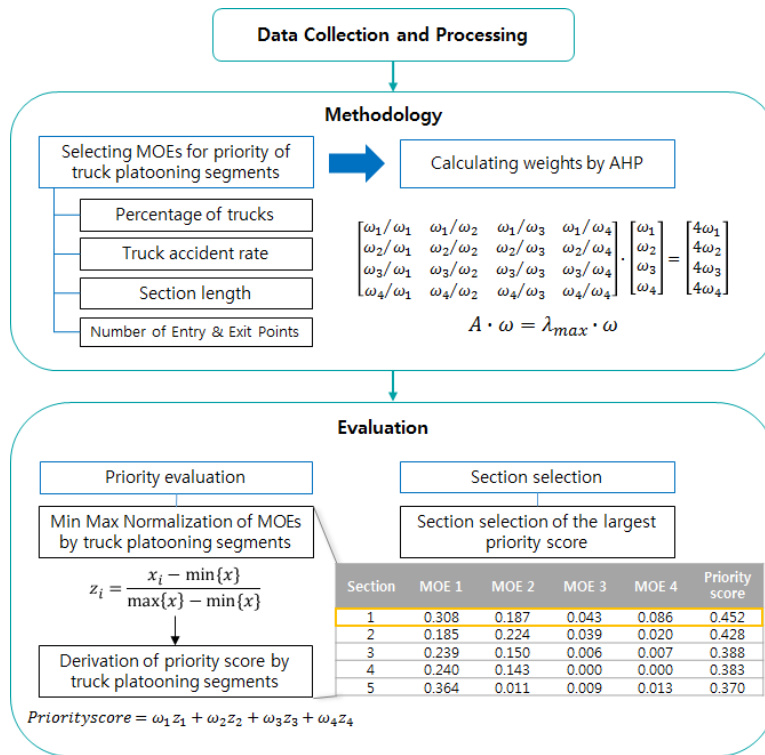 Data Collection and Processing
Methodology
Selecting MOEs for priority of
truck platooning segments
Calculating weights by AHP
Percentage of trucks
Truck accident rate
Section length
Number of Entry & Exit Points
[ω₁/ω₁ ω₁/ω₂ ω₁/ω₃ ω₁/ω₄] [ω₁] [4ω₁]
[ω₂/ω₁ ω₂/ω₂ ω₂/ω₃ ω₂/ω₄] · [ω₂] = [4ω₂]
[ω₃/ω₁ ω₃/ω₂ ω₃/ω₃ ω₃/ω₄] [ω₃] [4ω₃]
[ω₄/ω₁ ω₄/ω₂ ω₄/ω₃ ω₄/ω₄] [ω₄] [4ω₄]
A · ω = λ_max · ω
Evaluation
Priority evaluation
Min Max Normalization of MOEs
by truck platooning segments
z_i = (x_i − min{x}) / (max{x} − min{x})
Derivation of priority score by
truck platooning segments
Priorityscore = ω₁z₁ + ω₂z₂ + ω₃z₃ + ω₄z₄
Section selection
Section selection of the largest
priority score
Section MOE 1 MOE 2 MOE 3 MOE 4 Priority score
1 0.308 0.187 0.043 0.086 0.452
2 0.185 0.224 0.039 0.020 0.428
3 0.239 0.150 0.006 0.007 0.388
4 0.240 0.143 0.000 0.000 0.383
5 0.364 0.011 0.009 0.013 0.370